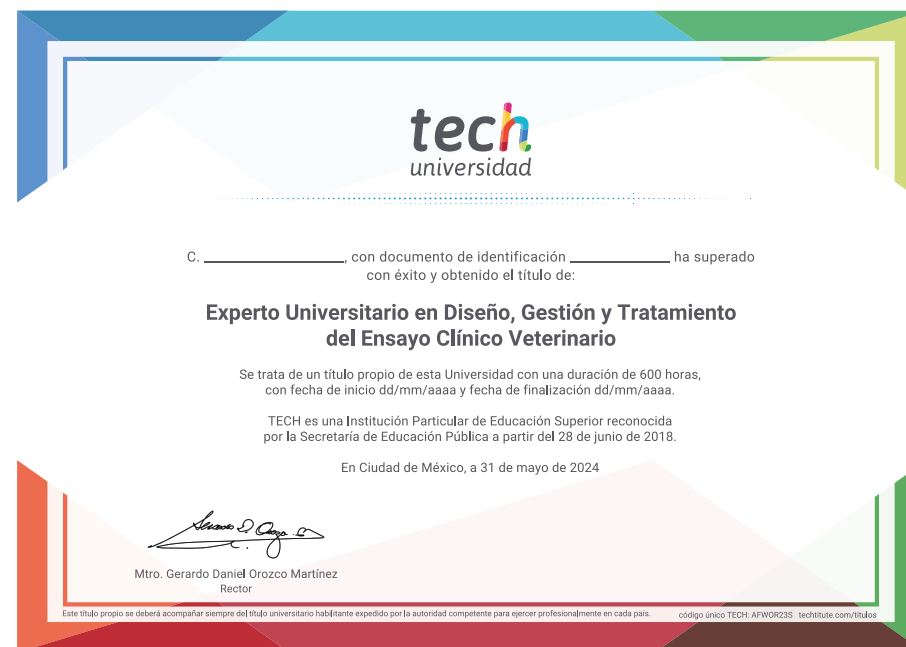 tech
universidad
C. ____________________, con documento de identificación ______________ ha superado
con éxito y obtenido el título de:
Experto Universitario en Diseño, Gestión y Tratamiento
del Ensayo Clínico Veterinario
Se trata de un título propio de esta Universidad con una duración de 600 horas,
con fecha de inicio dd/mm/aaaa y fecha de finalización dd/mm/aaaa.
TECH es una Institución Particular de Educación Superior reconocida
por la Secretaría de Educación Pública a partir del 28 de junio de 2018.
En Ciudad de México, a 31 de mayo de 2024
Mtro. Gerardo Daniel Orozco Martínez
Rector
Este título propio se deberá acompañar siempre del título universitario habilitante expedido por la autoridad competente para ejercer profesionalmente en cada país. código único TECH: AFWOR23S techtitute.com/titulos